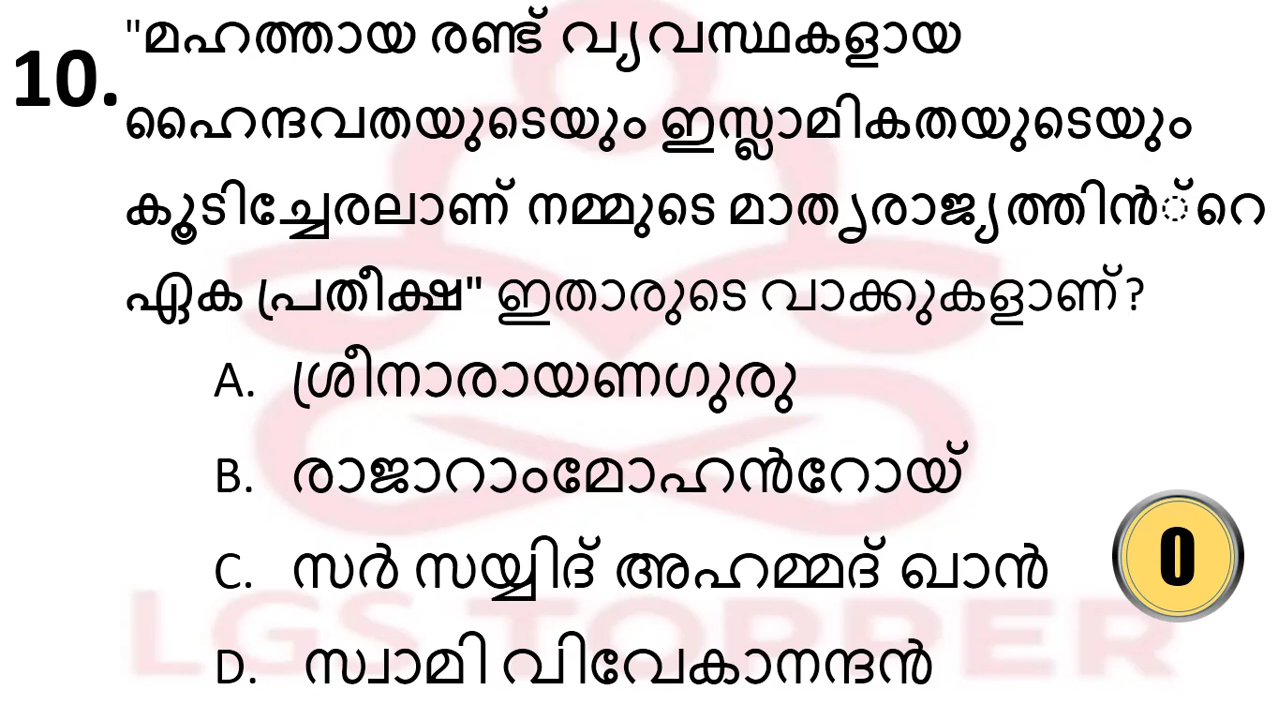 10. "മഹത്തായ രണ്ട് വ്യവസ്ഥകളായ
ഹൈന്ദവതയുടെയും ഇസ്ലാമികതയുടെയും
കൂടിച്ചേരലാണ് നമ്മുടെ മാതൃരാജ്യത്തിൻ്റെ
ഏക പ്രതീക്ഷ" ഇതാരുടെ വാക്കുകളാണ്?
A. ശ്രീനാരായണഗുരു
B. രാജാറാംമോഹൻറോയ്
C. സർ സയ്യിദ് അഹമ്മദ് ഖാൻ
0
D. സ്വാമി വിവേകാനന്ദൻ
LGS TOPPER